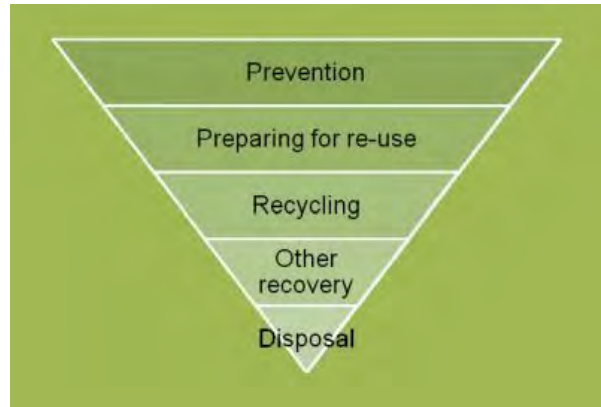 Prevention
Preparing for re-use
Recycling
Other
recovery
Disposal